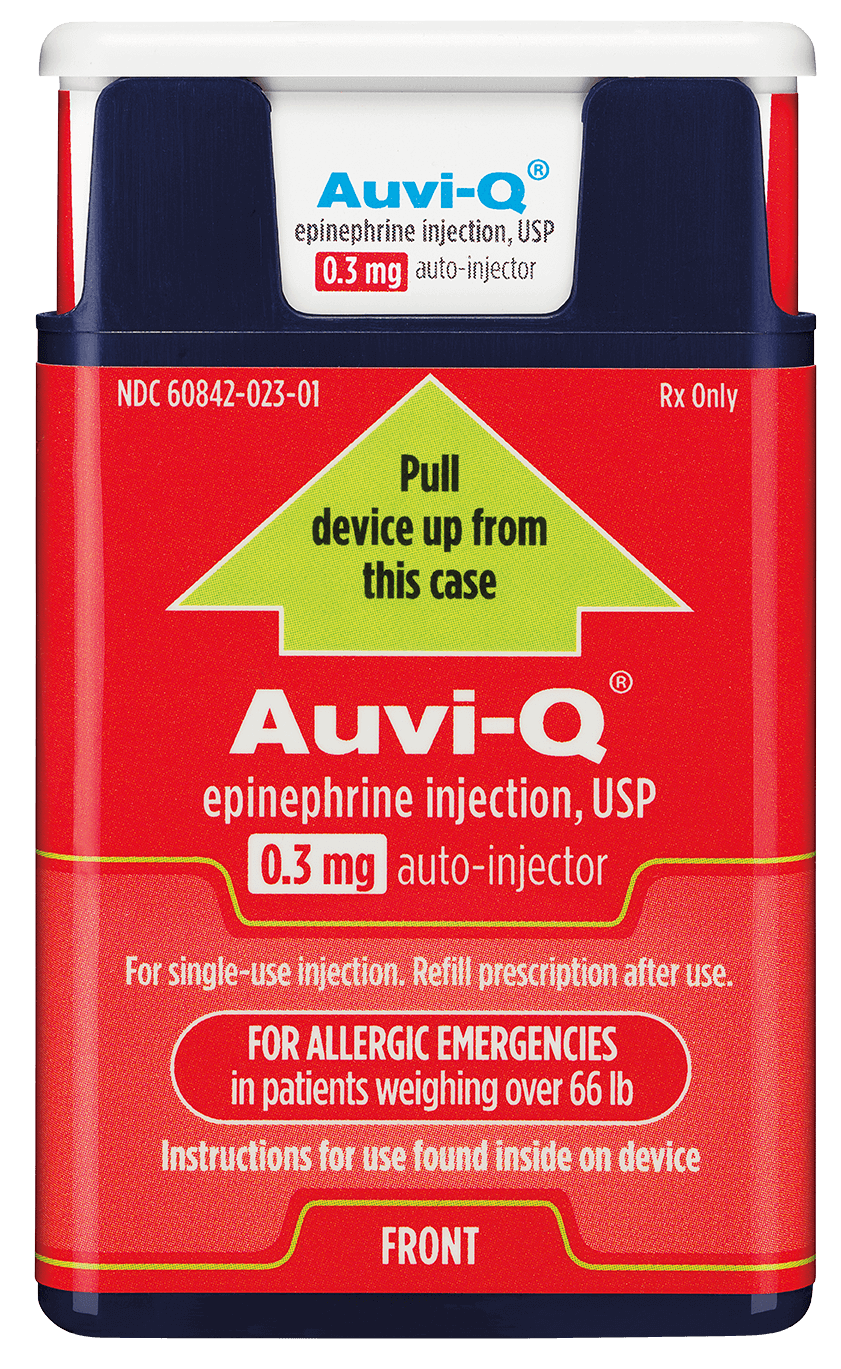 Auvi-Q®
epinephrine injection, USP
0.3 mg auto-injector
NDC 60842-023-01 Rx Only
Pull
device up from
this case
Auvi-Q®
epinephrine injection, USP
0.3 mg auto-injector
For single-use injection. Refill prescription after use.
FOR ALLERGIC EMERGENCIES
in patients weighing over 66 lb
Instructions for use found inside on device
FRONT